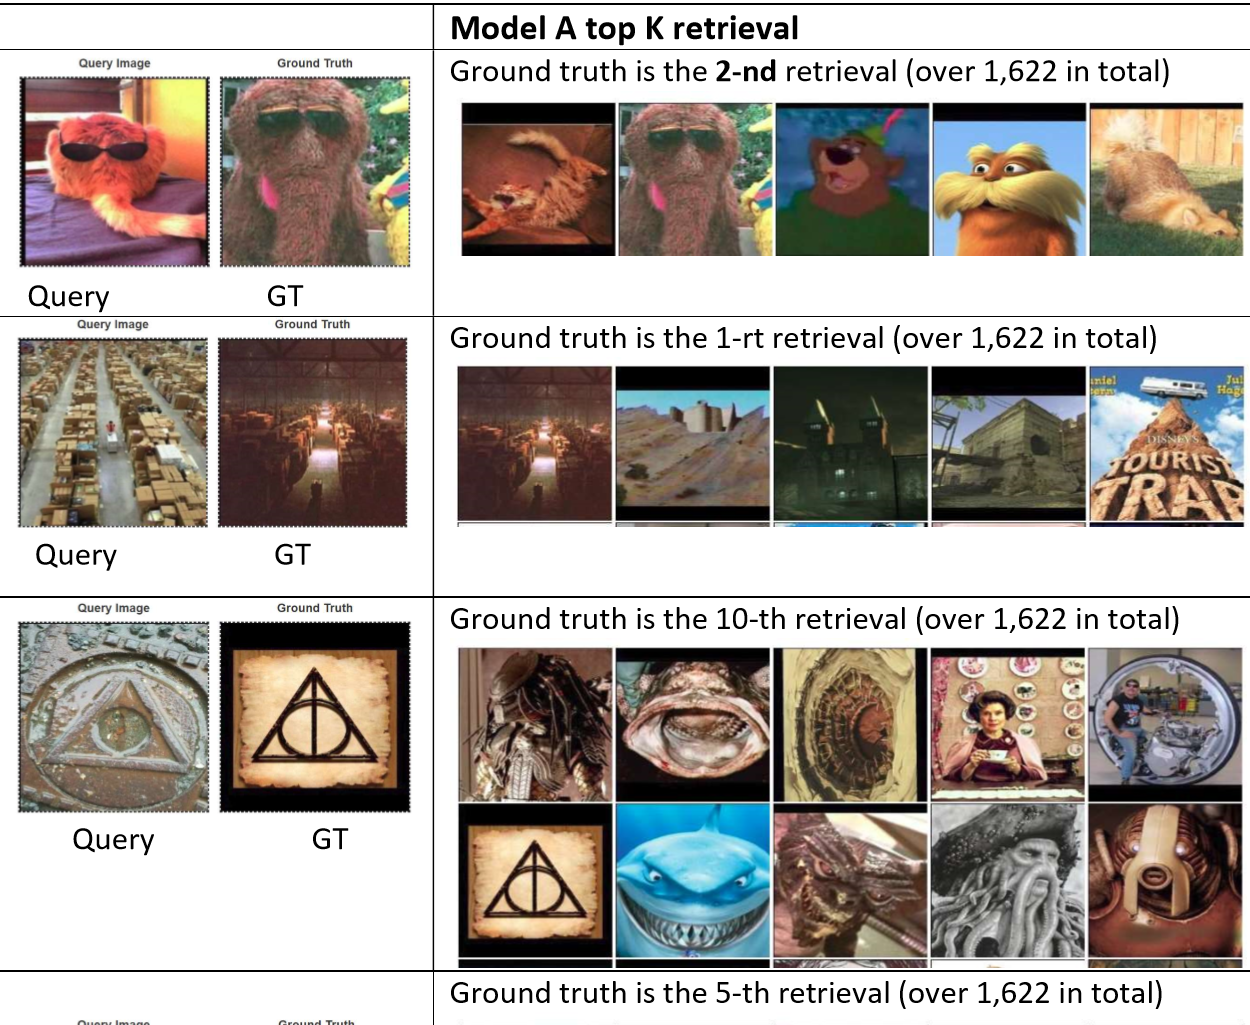 Model A top K retrieval
Query Image
Ground Truth
Ground truth is the 2-nd retrieval (over 1,622 in total)
Query
GT
Query Image
Ground Truth
Ground truth is the 1-rt retrieval (over 1,622 in total)
DISNEY'S
TOURIST
TRAP
Query
GT
Query Image
Ground Truth
Ground truth is the 10-th retrieval (over 1,622 in total)
Query
GT
Ground truth is the 5-th retrieval (over 1,622 in total)
Query Image
Ground Truth